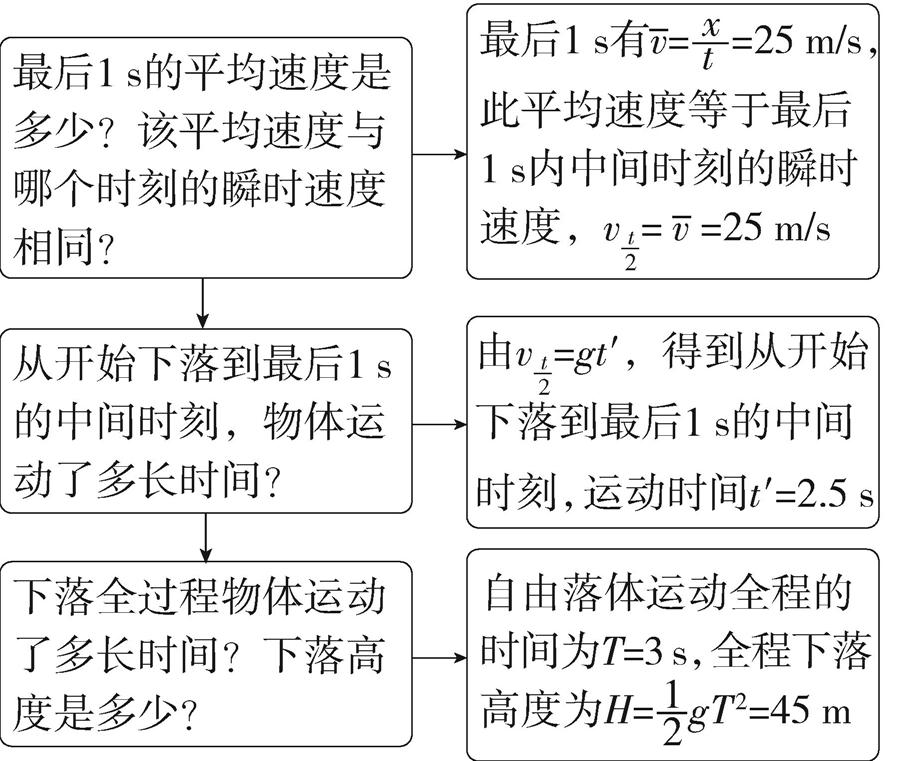 最后1 s的平均速度是
多少？该平均速度与
哪个时刻的瞬时速度
相同？
最后1 s有v̅=x/t=25 m/s，
此平均速度等于最后
1 s内中间时刻的瞬时
速度，v_{t/2}= v̅ =25 m/s
从开始下落到最后1 s
的中间时刻，物体运
动了多长时间？
由v_{t/2}=gt′，得到从开始
下落到最后1 s的中间
时刻,运动时间t′=2.5 s
下落全过程物体运动
了多长时间？下落高
度是多少？
自由落体运动全程的
时间为T=3 s,全程下落
高度为H=1/2gT²=45 m